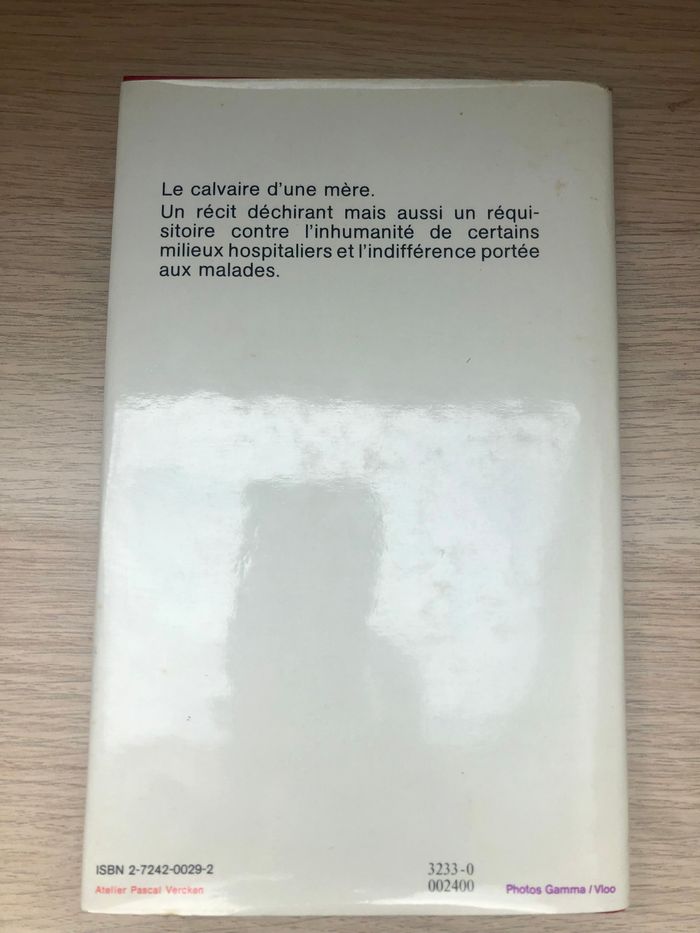 Le calvaire d'une mère.
Un récit déchirant mais aussi un réqui-
sitoire contre l'inhumanité de certains
milieux hospitaliers et l'indifférence portée
aux malades.
ISBN 2-7242-0029-2
Atelier Pascal Vercken
3233-0
002400
Photos Gamma / Vloo